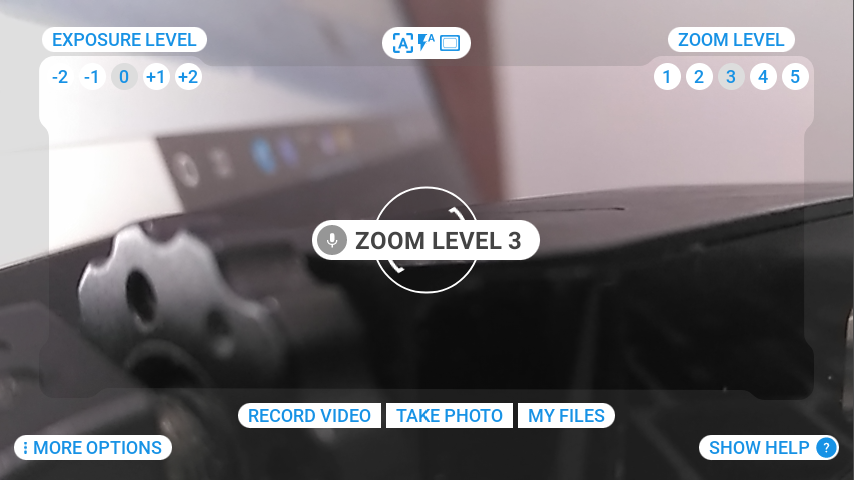 EXPOSURE LEVEL
A
A
ZOOM LEVEL
-2 -1 0 +1 +2
1 2 3 4 5
ZOOM LEVEL 3
RECORD VIDEO TAKE PHOTO MY FILES
MORE OPTIONS
SHOW HELP ?